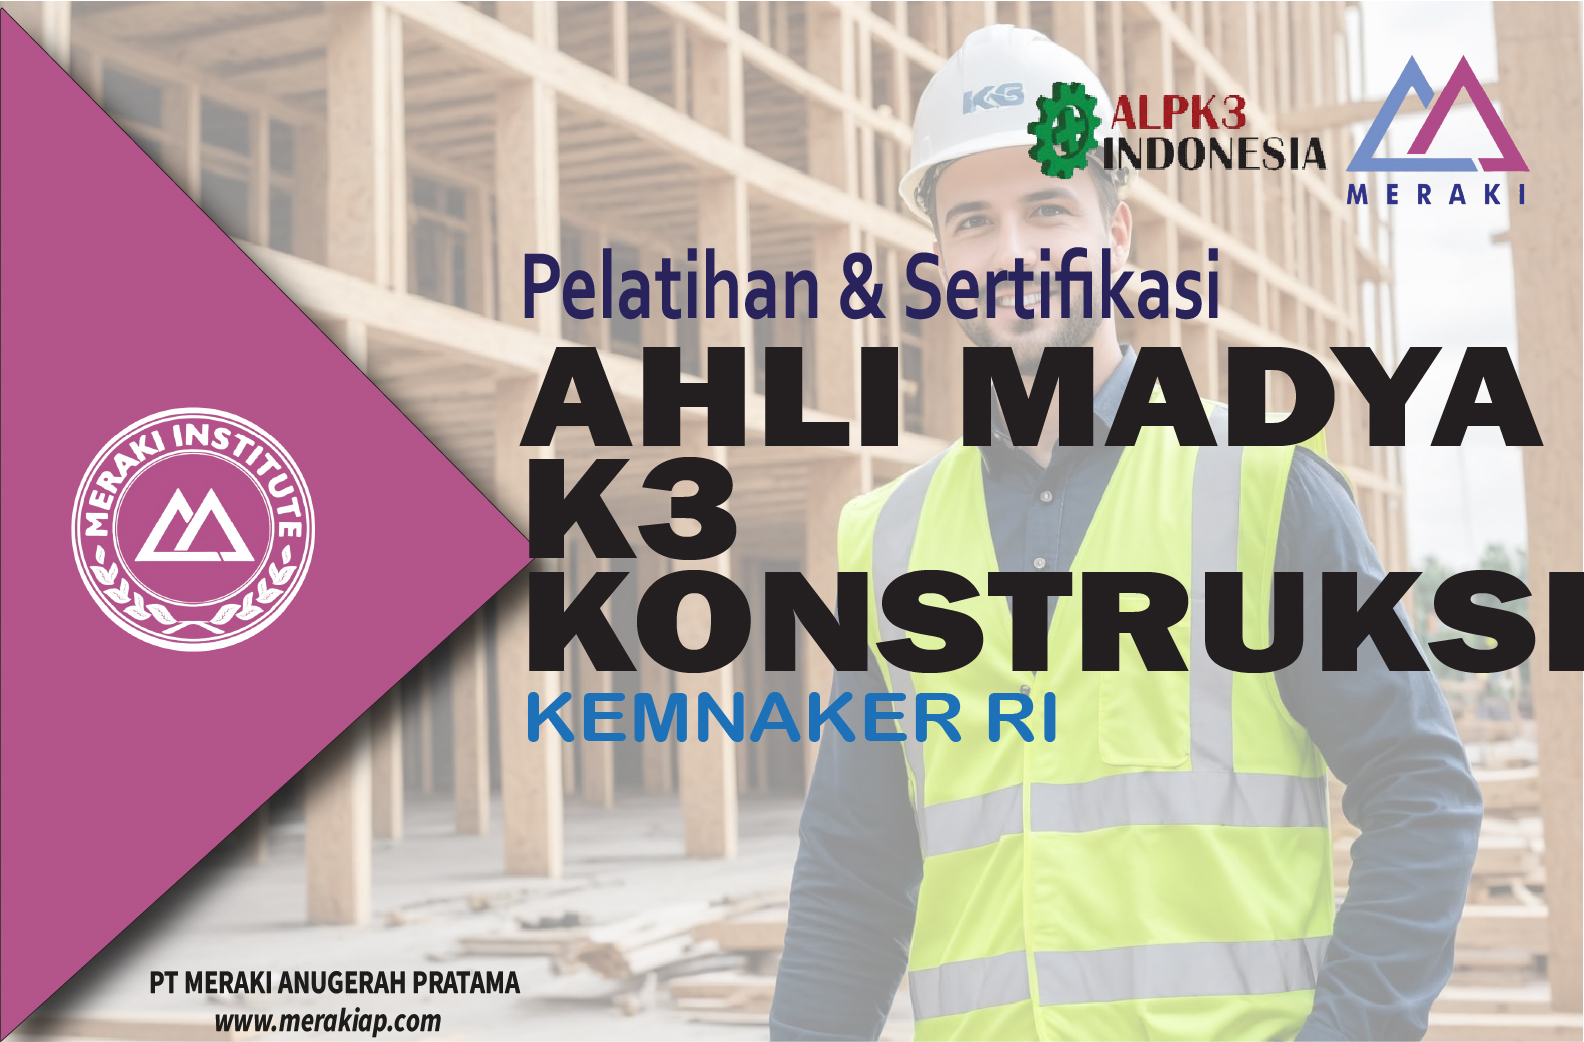 K3
ALPK3
INDONESIA
MERAKI
Pelatihan & Sertifikasi
AHLI MADYA
K3
KONSTRUKSI
KEMNAKER RI
MERAKI INSTITUTE
PT MERAKI ANUGERAH PRATAMA
www.merakiap.com